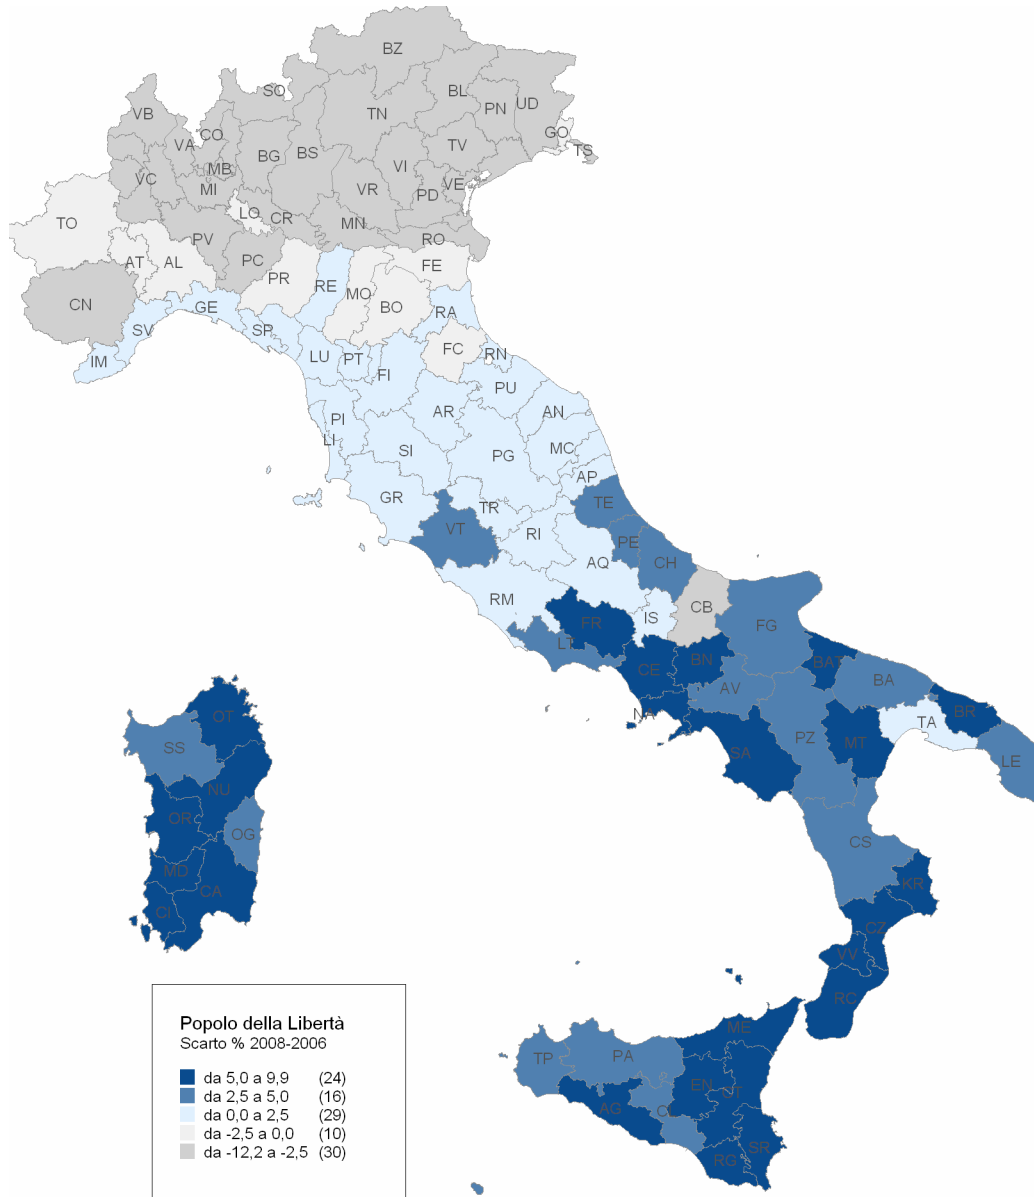 BZ
SO
BL
PN
UD
VB
TN
CO
VA
GO
TS
TV
BG
BS
VI
MB
MI
VC
VR
PD
VE
LO
CR
MN
TO
PV
RO
PC
AT
AL
FE
PR
RE
MO
BO
CN
GE
RA
SV
SP
FC
RN
IM
LU
PT
FI
PU
AR
AN
PI
LI
MC
SI
PG
AP
GR
TR
TE
VT
RI
PE
CH
AQ
RM
CB
IS
FR
FG
LT
CE
BN
BAT
BA
AV
NA
BR
TA
OT
SS
PZ
MT
SA
LE
NU
OR
OG
CS
MD
CA
CI
KR
CZ
VV
RC
ME
PA
TP
EN
CT
AG
SR
RG
Popolo della Libertà
Scarto % 2008-2006
da 5,0 a 9,9 (24)
da 2,5 a 5,0 (16)
da 0,0 a 2,5 (29)
da -2,5 a 0,0 (10)
da -12,2 a -2,5 (30)